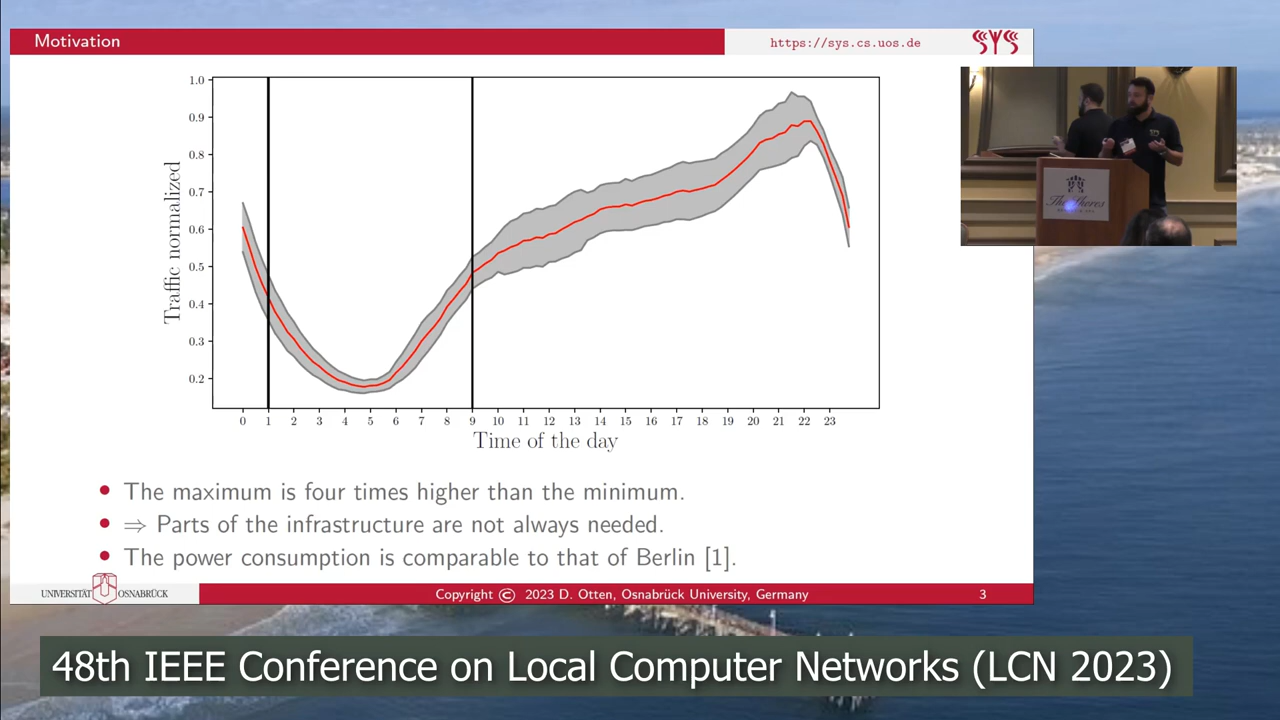 Motivation
https://sys.cs.uos.de
SYS
1.0
0.9
0.8
0.7
0.6
0.5
0.4
0.3
0.2
Traffic normalized
0 1 2 3 4 5 6 7 8 9 10 11 12 13 14 15 16 17 18 19 20 21 22 23
Time of the day
• The maximum is four times higher than the minimum.
• ⇒ Parts of the infrastructure are not always needed.
• The power consumption is comparable to that of Berlin [1].
UNIVERSITÄT OSNABRÜCK
Copyright © 2023 D. Otten, Osnabrück University, Germany
3
48th IEEE Conference on Local Computer Networks (LCN 2023)